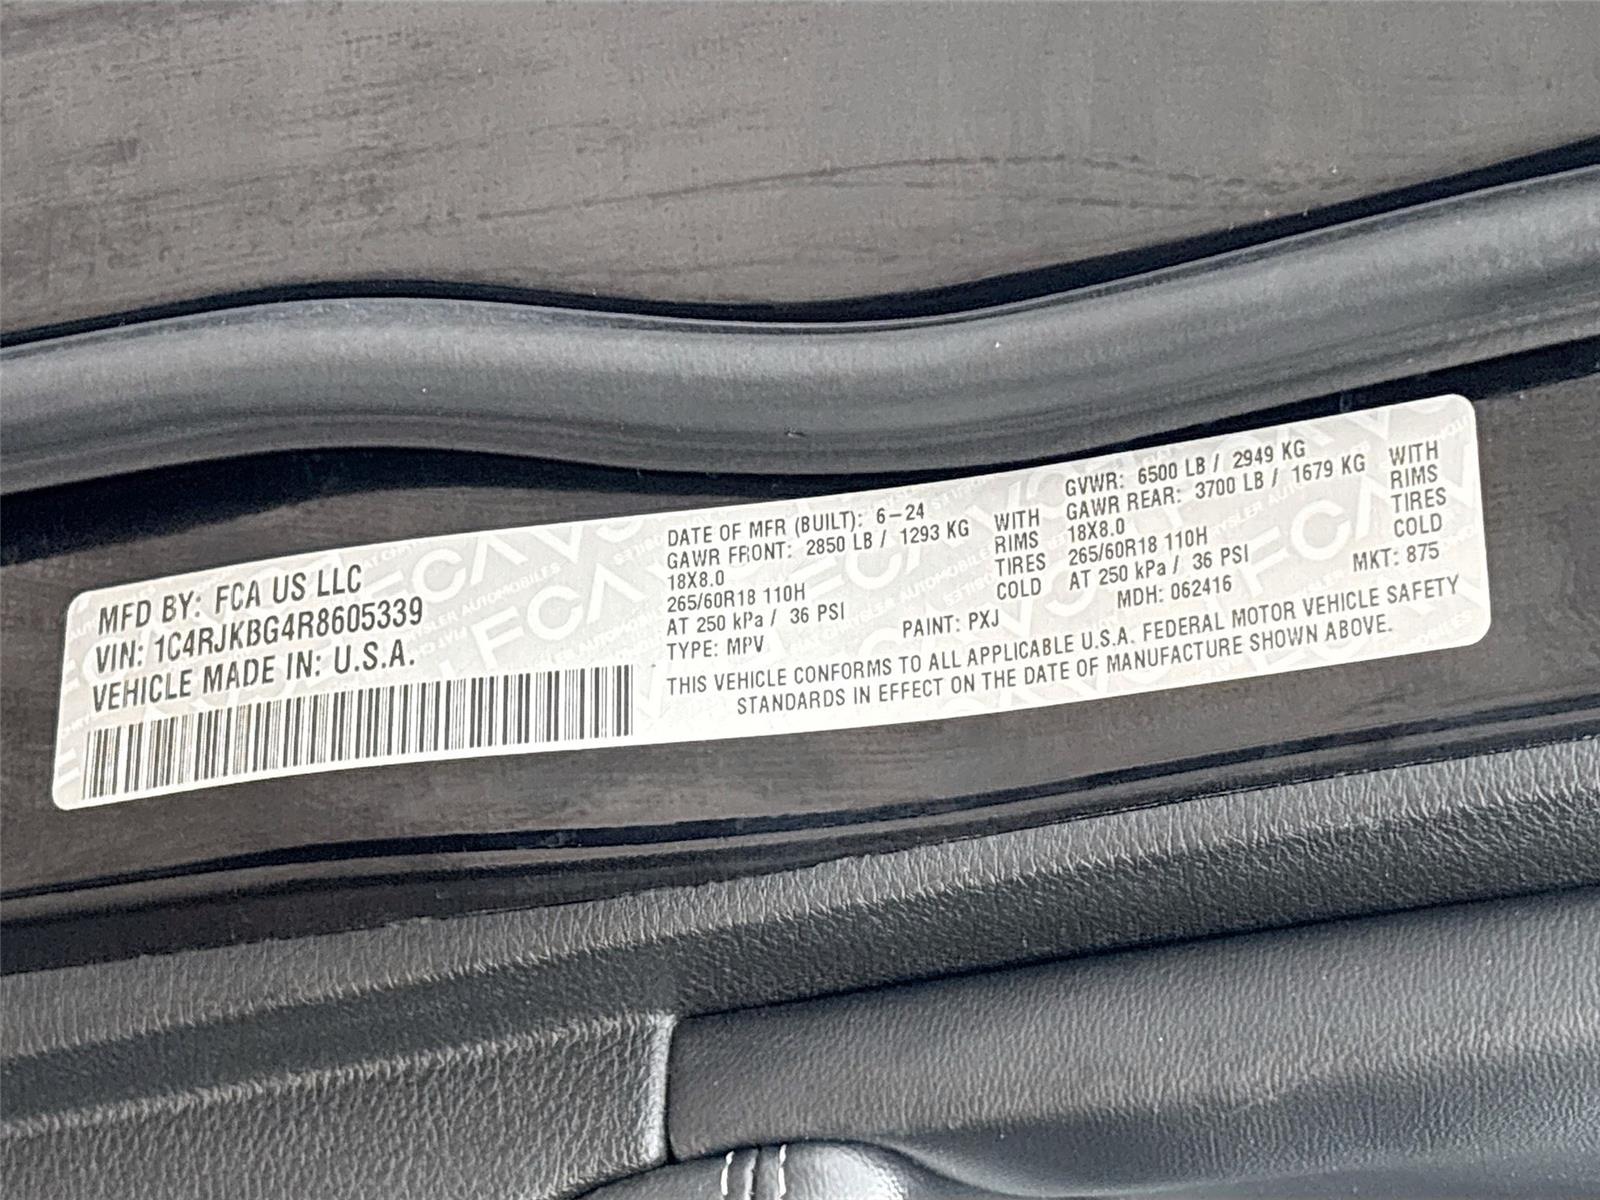 MFD BY: FCA US LLC
VIN: 1C4RJKBG4R8605339
VEHICLE MADE IN: U.S.A.
DATE OF MFR (BUILT): 6-24
GAWR FRONT: 2850 LB / 1293 KG WITH
18X8.0 RIMS
265/60R18 110H TIRES
AT 250 kPa / 36 PSI COLD
TYPE: MPV PAINT: PXJ
GVWR: 6500 LB / 2949 KG
GAWR REAR: 3700 LB / 1679 KG WITH
18X8.0 RIMS
265/60R18 110H TIRES
AT 250 kPa / 36 PSI COLD
MDH: 062416 MKT: 875
THIS VEHICLE CONFORMS TO ALL APPLICABLE U.S.A. FEDERAL MOTOR VEHICLE SAFETY
STANDARDS IN EFFECT ON THE DATE OF MANUFACTURE SHOWN ABOVE.